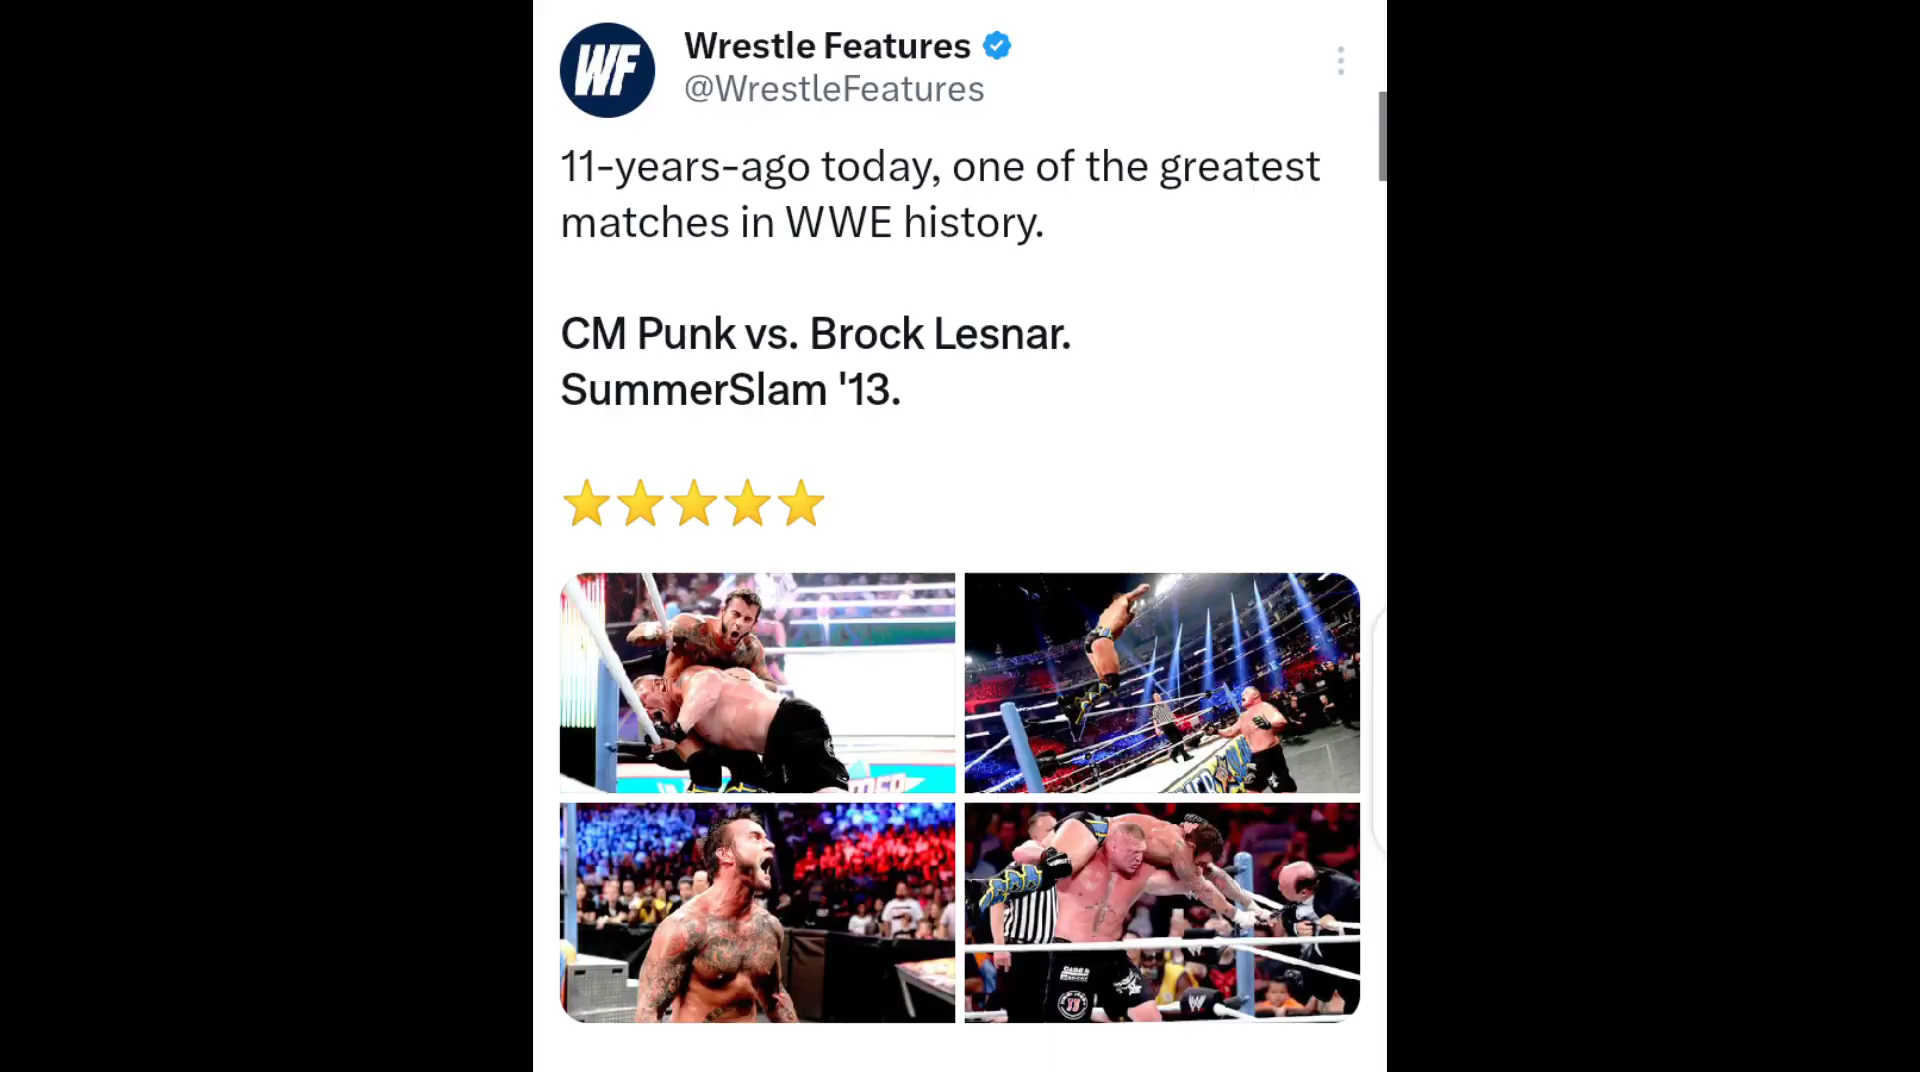 WF
Wrestle Features
@WrestleFeatures
11-years-ago today, one of the greatest
matches in WWE history.
CM Punk vs. Brock Lesnar.
SummerSlam '13.